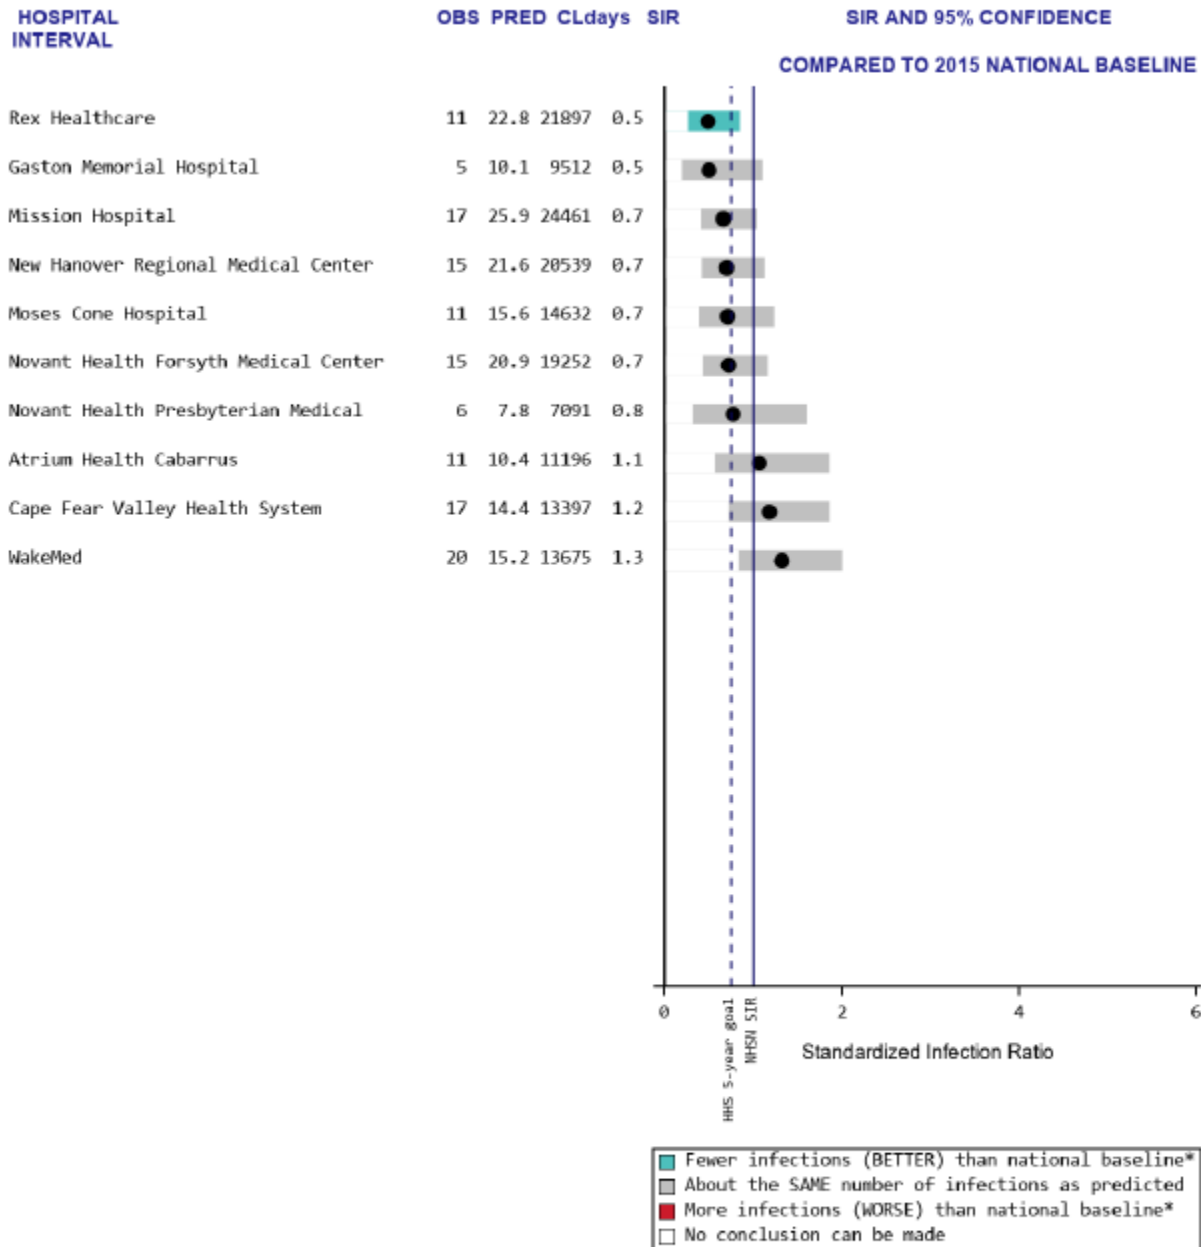 HOSPITAL OBS PRED CLdays SIR SIR AND 95% CONFIDENCE
INTERVAL
COMPARED TO 2015 NATIONAL BASELINE
Rex Healthcare 11 22.8 21897 0.5
Gaston Memorial Hospital 5 10.1 9512 0.5
Mission Hospital 17 25.9 24461 0.7
New Hanover Regional Medical Center 15 21.6 20539 0.7
Moses Cone Hospital 11 15.6 14632 0.7
Novant Health Forsyth Medical Center 15 20.9 19252 0.7
Novant Health Presbyterian Medical 6 7.8 7091 0.8
Atrium Health Cabarrus 11 10.4 11196 1.1
Cape Fear Valley Health System 17 14.4 13397 1.2
WakeMed 20 15.2 13675 1.3
0 2 4 6
HHS 5-year goal
NHSN SIR
Standardized Infection Ratio
Fewer infections (BETTER) than national baseline*
About the SAME number of infections as predicted
More infections (WORSE) than national baseline*
No conclusion can be made